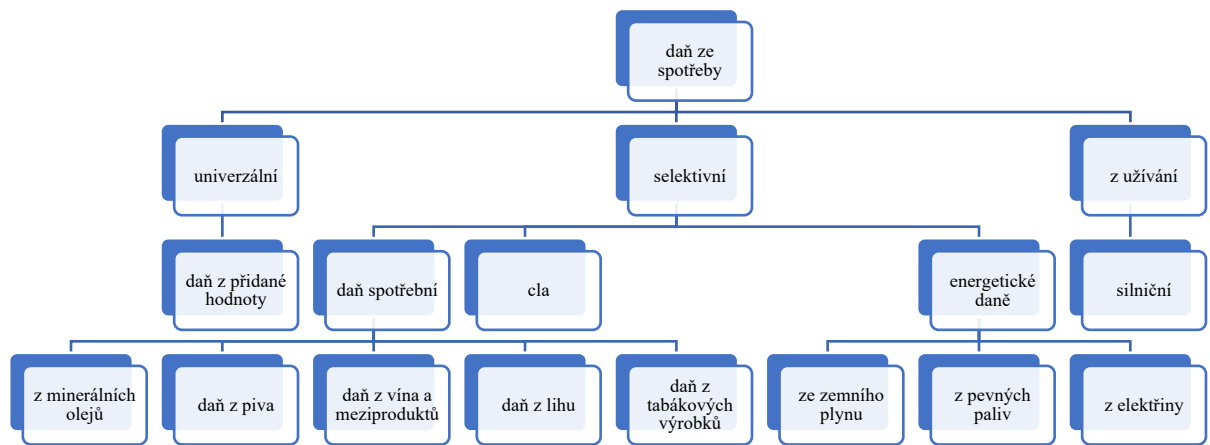 daň ze
spotřeby
univerzální
selektivní
z užívání
daň z přidané
hodnoty
daň spotřební
cla
energetické
daně
silniční
z minerálních
olejů
daň z piva
daň z vína a
meziproduktů
daň z lihu
daň z
tabákových
výrobků
ze zemního
plynu
z pevných
paliv
z elektřiny